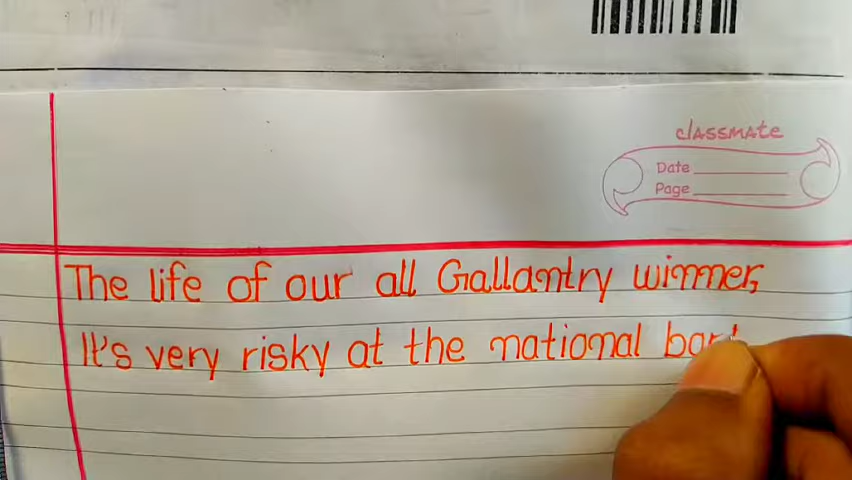 classmate
Date
Page
The life of our all Gallantry winner,
It's very risky at the national